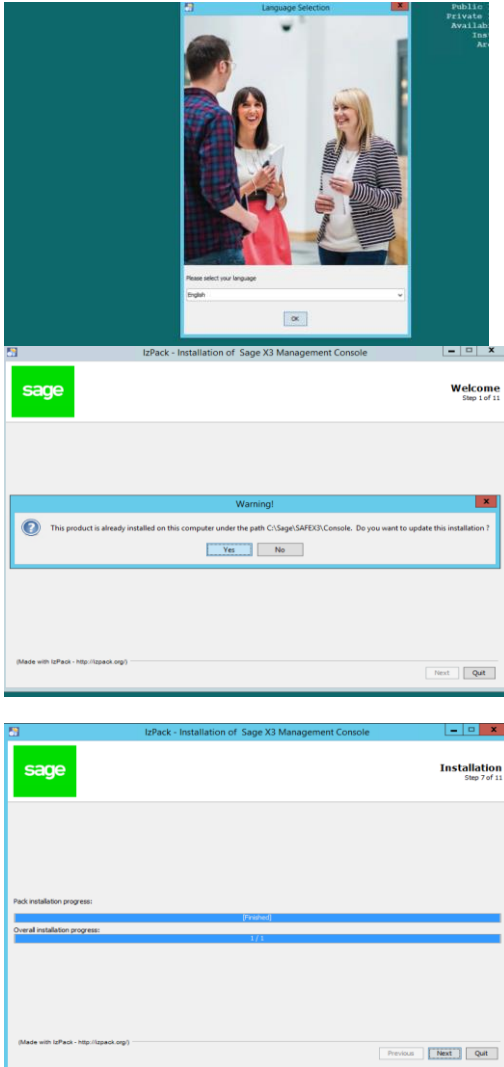 Language Selection
Public
Private
Availab
Ins
Ar
Please select your language
English
OK
IzPack - Installation of Sage X3 Management Console
sage
Welcome
Step 1 of 11
Warning!
This product is already installed on this computer under the path C:\Sage\SAFEX3\Console. Do you want to update this installation ?
Yes No
(Made with IzPack - http://izpack.org/)
Next Quit
IzPack - Installation of Sage X3 Management Console
sage
Installation
Step 7 of 11
Pack installation progress:
[Finished]
Overall installation progress:
1 / 1
(Made with IzPack - http://izpack.org/)
Previous Next Quit